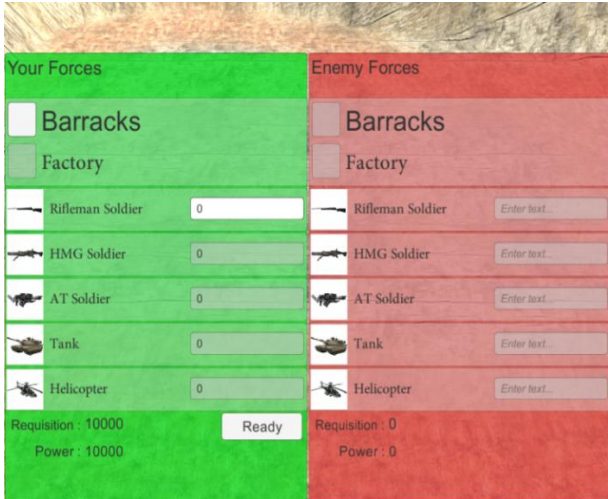 Your Forces
Barracks
Factory
Rifleman Soldier 0
HMG Soldier 0
AT Soldier 0
Tank 0
Helicopter 0
Requisition : 10000 Ready
Power : 10000
Enemy Forces
Barracks
Factory
Rifleman Soldier Enter text...
HMG Soldier Enter text...
AT Soldier Enter text...
Tank Enter text...
Helicopter Enter text...
Requisition : 0
Power : 0